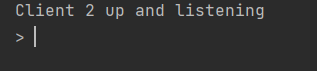 Client 2 up and listening
>